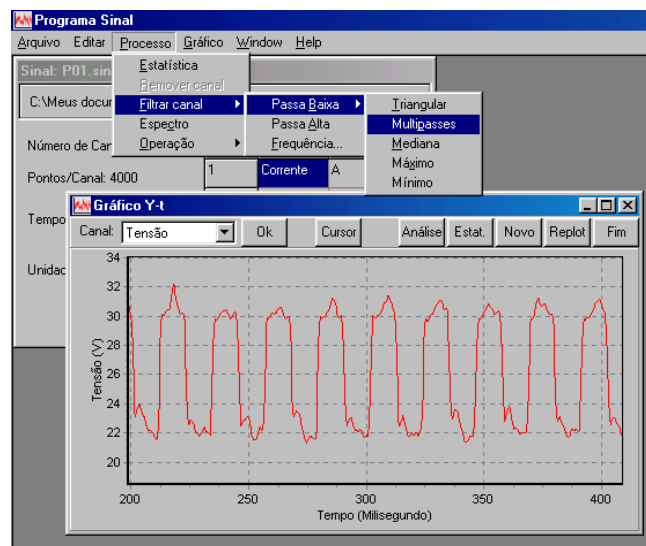 Programa Sinal
Arquivo Editar Processo Gráfico Window Help
Sinal: P01.sin
C:\Meus docum
Número de Can
Pontos/Canal: 4000
Tempo
Unidad
Estatística
Remover canal
Filtrar canal
Espectro
Operação
Passa Baixa
Passa Alta
Frequência...
Triangular
Multipasses
Mediana
Máximo
Mínimo
1 Corrente A
Gráfico Y-t
Canal: Tensão Ok Cursor Análise Estat. Novo Replot Fim
34
32
30
28
26
24
22
20
Tensão (V)
200 250 300 350 400
Tempo (Milisegundo)